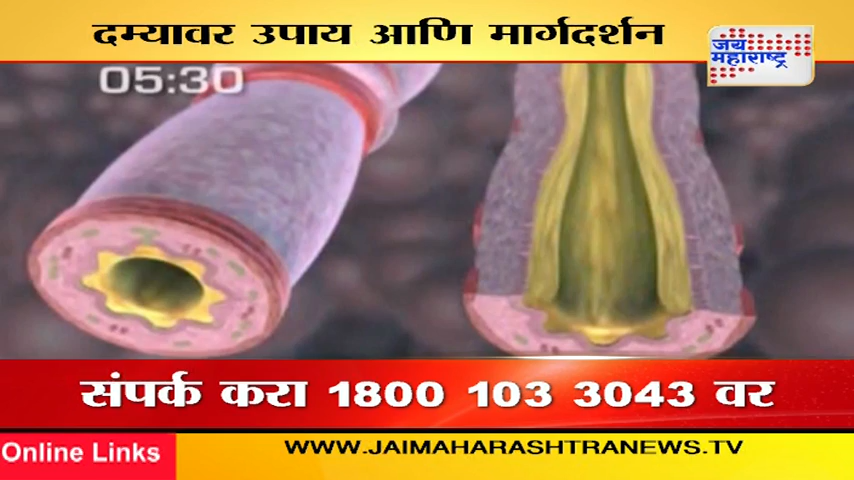 दम्यावर उपाय आणि मार्गदर्शन
जय
महाराष्ट्र
05:30
संपर्क करा 1800 103 3043 वर
Online Links
WWW.JAIMAHARASHTRANEWS.TV